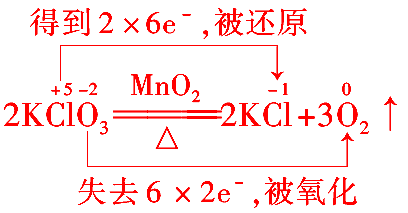 得到2×6e⁻,被还原
+5 -2 MnO₂ -1 0
2KClO₃══2KCl+3O₂↑
△
失去6×2e⁻,被氧化